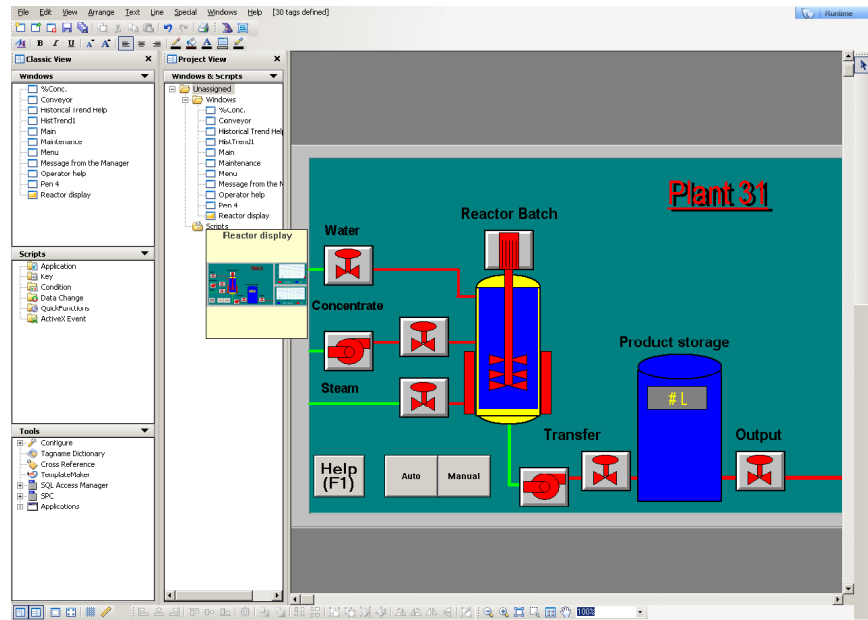 File Edit View Arrange Text Line Special Windows Help [30 tags defined]
Runtime
B I U A A A
Classic View
Project View
Windows
Windows & Scripts
%Conc.
Conveyor
Historical Trend Help
HistTrend1
Main
Maintenance
Menu
Message from the Manager
Operator help
Pen 4
Reactor display
Unassigned
Windows
%Conc.
Conveyor
Historical Trend Help
HistTrend1
Main
Maintenance
Menu
Message from the M
Operator help
Pen 4
Reactor display
Scripts
Reactor display
Scripts
Application
Key
Condition
Data Change
QuickFunctions
ActiveX Event
Tools
Configure
Tagname Dictionary
Cross Reference
TemplateMaker
SQL Access Manager
SPC
Applications
Plant 31
Reactor Batch
Water
Concentrate
Steam
Product storage
# L
Transfer
Output
Help
(F1)
Auto
Manual
100%